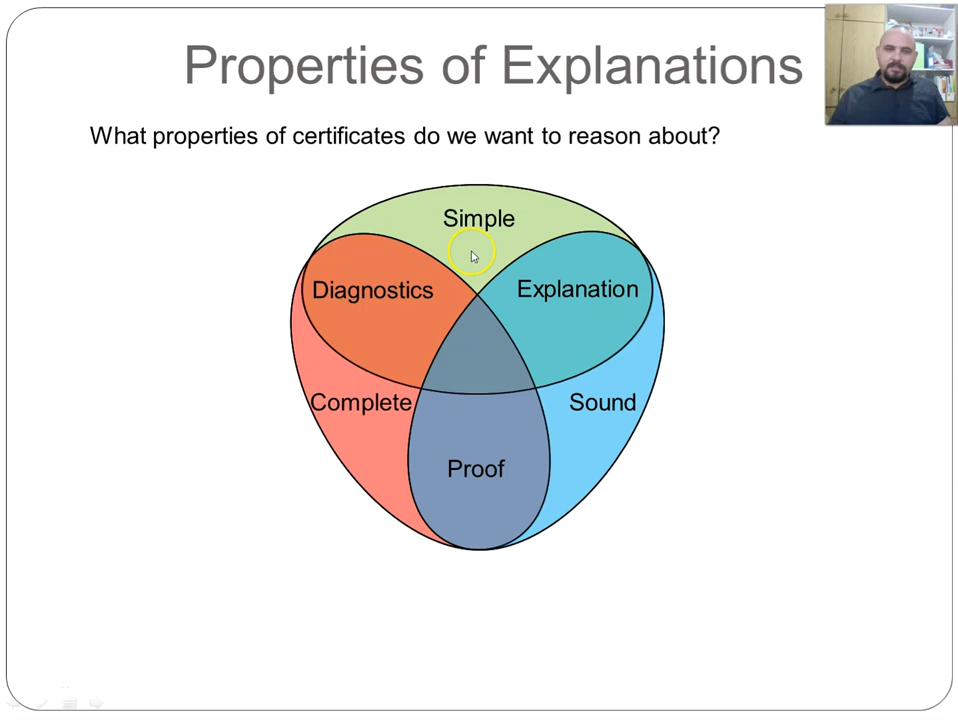 Properties of Explanations
What properties of certificates do we want to reason about?
Simple
Diagnostics
Explanation
Complete
Sound
Proof